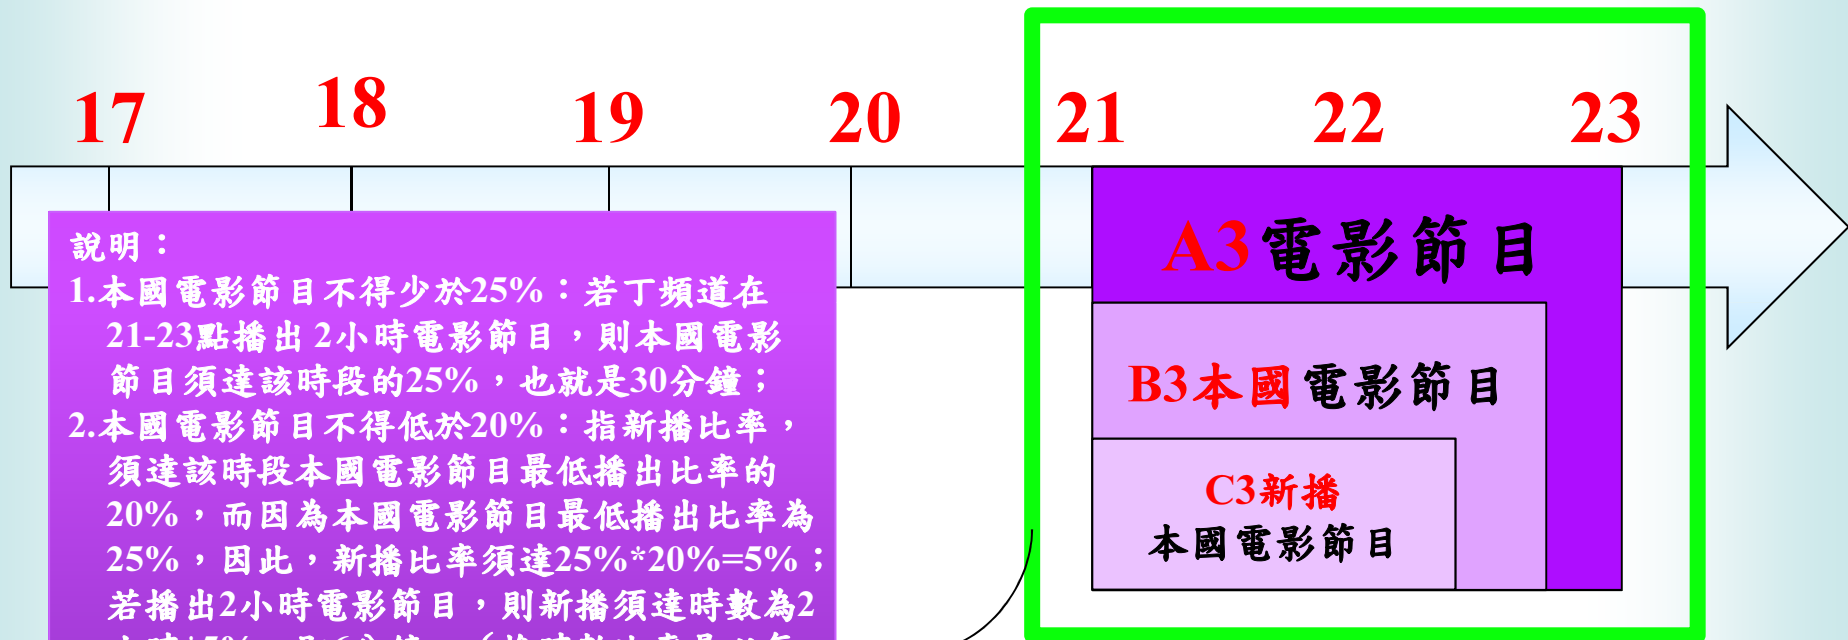 17 18 19 20 21 22 23
說明：
1.本國電影節目不得少於25%：若丁頻道在
21-23點播出 2小時電影節目，則本國電影
節目須達該時段的25%，也就是30分鐘；
2.本國電影節目不得低於20%：指新播比率，
須達該時段本國電影節目最低播出比率的
20%，而因為本國電影節目最低播出比率為
25%，因此，新播比率須達25%*20%=5%；
若播出2小時電影節目，則新播須達時數為2
A3電影節目
B3本國電影節目
C3新播
本國電影節目